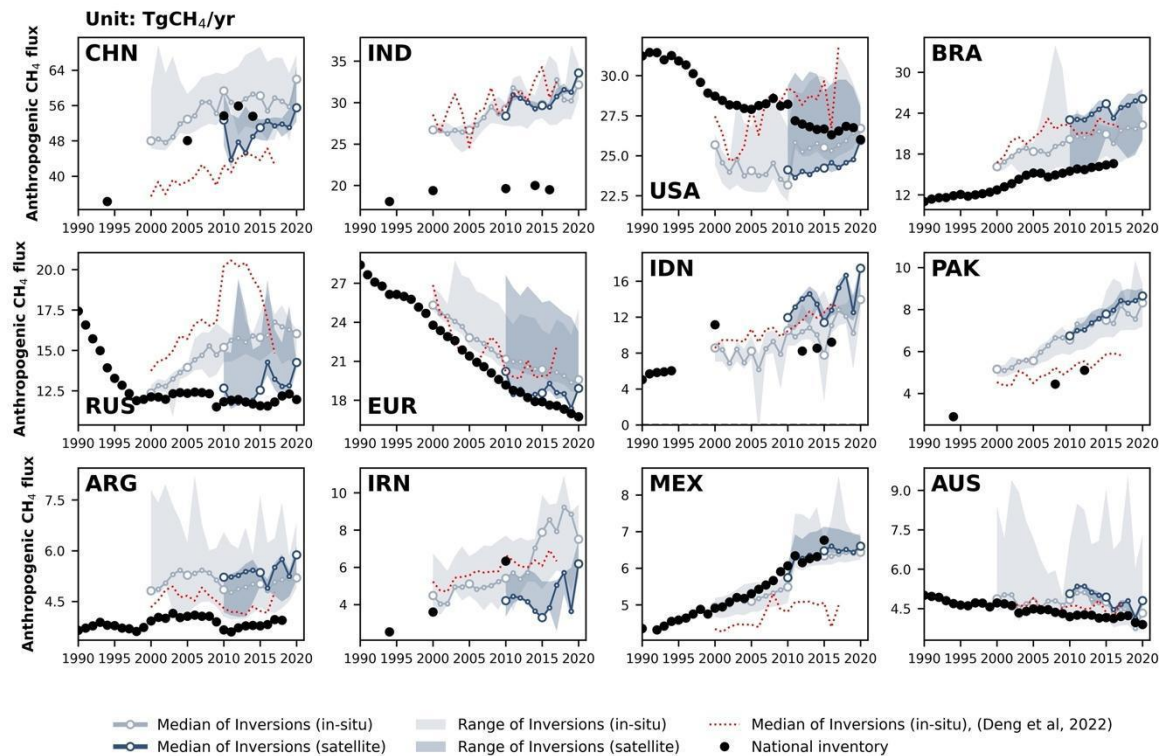 Unit: TgCH₄/yr
Anthropogenic CH₄ flux
CHN
64
56
48
40
1990 1995 2000 2005 2010 2015 2020
IND
35
30
25
20
1990 1995 2000 2005 2010 2015 2020
USA
30.0
27.5
25.0
22.5
1990 1995 2000 2005 2010 2015 2020
BRA
36
30
24
18
12
1990 1995 2000 2005 2010 2015 2020
Anthropogenic CH₄ flux
RUS
20.0
17.5
15.0
12.5
1990 1995 2000 2005 2010 2015 2020
EUR
27
24
21
18
1990 1995 2000 2005 2010 2015 2020
IDN
16
12
8
4
0
1990 1995 2000 2005 2010 2015 2020
PAK
10
8
6
4
1990 1995 2000 2005 2010 2015 2020
Anthropogenic CH₄ flux
ARG
7.5
6.0
4.5
1990 1995 2000 2005 2010 2015 2020
IRN
10
8
6
4
1990 1995 2000 2005 2010 2015 2020
MEX
8
7
6
5
1990 1995 2000 2005 2010 2015 2020
AUS
9.0
7.5
6.0
4.5
1990 1995 2000 2005 2010 2015 2020
Median of Inversions (in-situ)
Range of Inversions (in-situ)
Median of Inversions (in-situ), (Deng et al, 2022)
Median of Inversions (satellite)
Range of Inversions (satellite)
National inventory